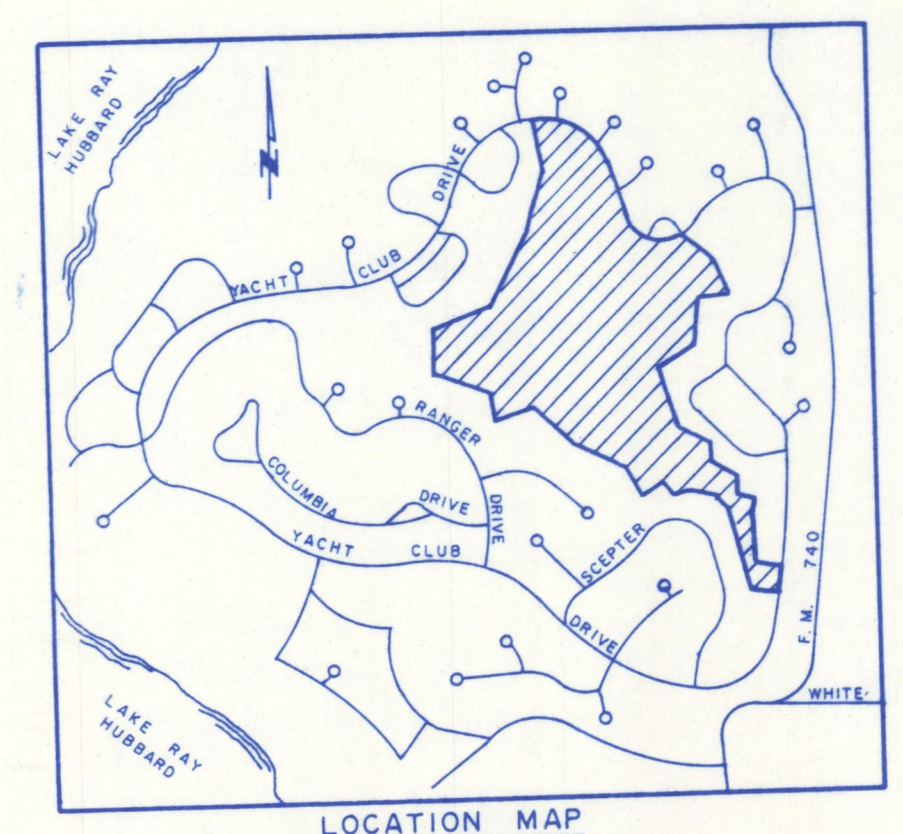 LAKE RAY
HUBBARD
N
YACHT CLUB DRIVE
RANGER
DRIVE
COLUMBIA
DRIVE
YACHT CLUB
DRIVE
SCEPTER
F. M. 740
WHITE
LAKE RAY
HUBBARD
LOCATION MAP